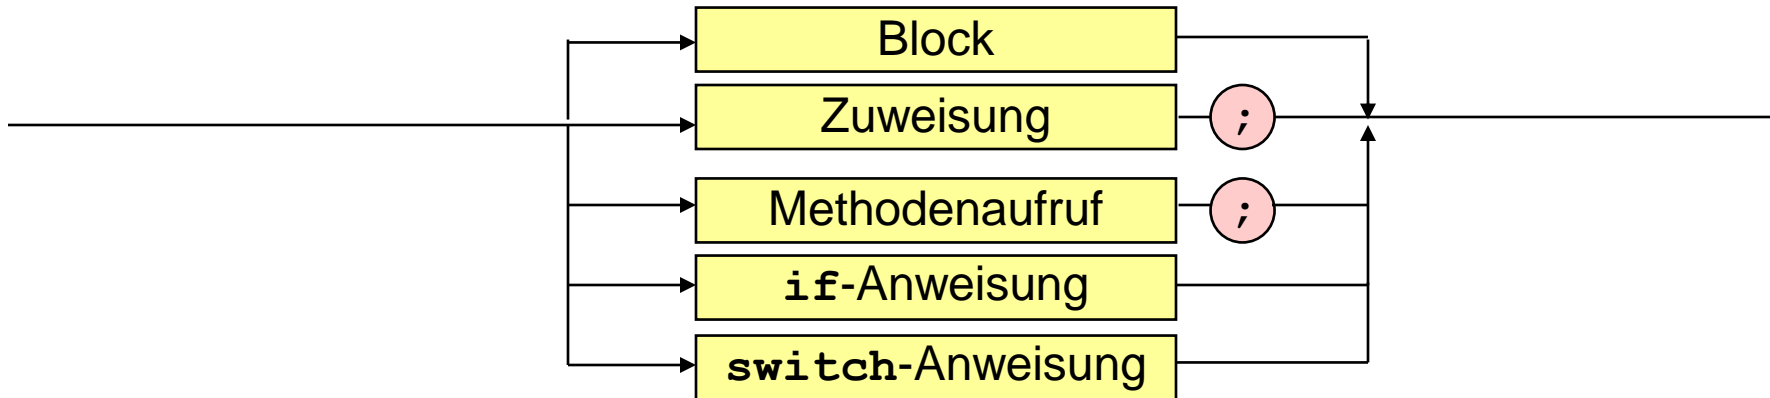 Block
Zuweisung ;
Methodenaufruf ;
if-Anweisung
switch-Anweisung